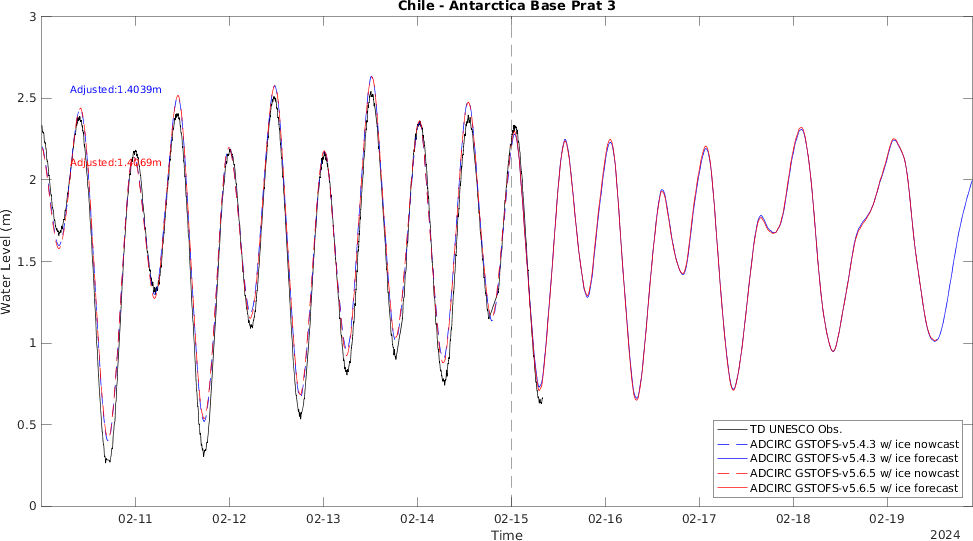 Chile - Antarctica Base Prat 3
3
2.5
2
1.5
1
0.5
0
Water Level (m)
Adjusted:1.4039m
Adjusted:1.4069m
TD UNESCO Obs.
ADCIRC GSTOFS-v5.4.3 w/ ice nowcast
ADCIRC GSTOFS-v5.4.3 w/ ice forecast
ADCIRC GSTOFS-v5.6.5 w/ ice nowcast
ADCIRC GSTOFS-v5.6.5 w/ ice forecast
02-11 02-12 02-13 02-14 02-15 02-16 02-17 02-18 02-19
Time
2024